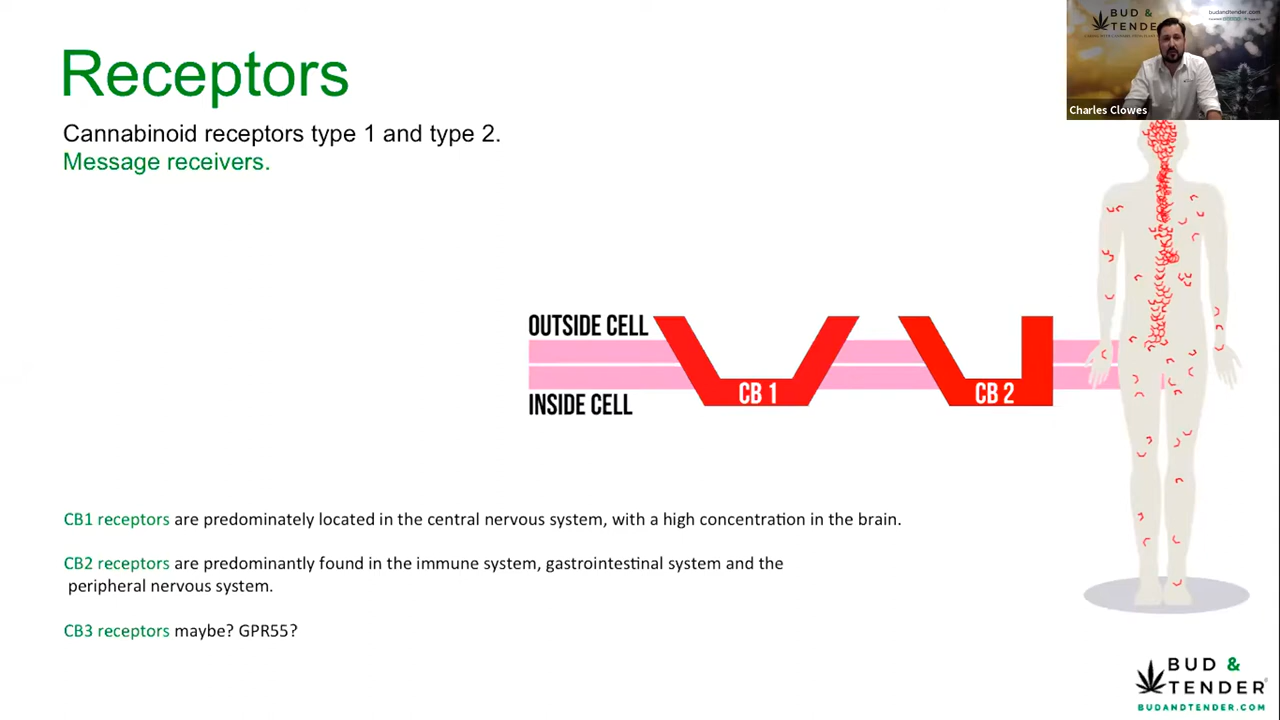 Receptors
Cannabinoid receptors type 1 and type 2.
Message receivers.
BUD &
TENDE
budandtender.com
Charles Clowes
OUTSIDE CELL
INSIDE CELL
CB 1
CB 2
CB1 receptors are predominately located in the central nervous system, with a high concentration in the brain.
CB2 receptors are predominantly found in the immune system, gastrointestinal system and the
peripheral nervous system.
CB3 receptors maybe? GPR55?
BUD &
TENDER®
BUDANDTENDER.COM